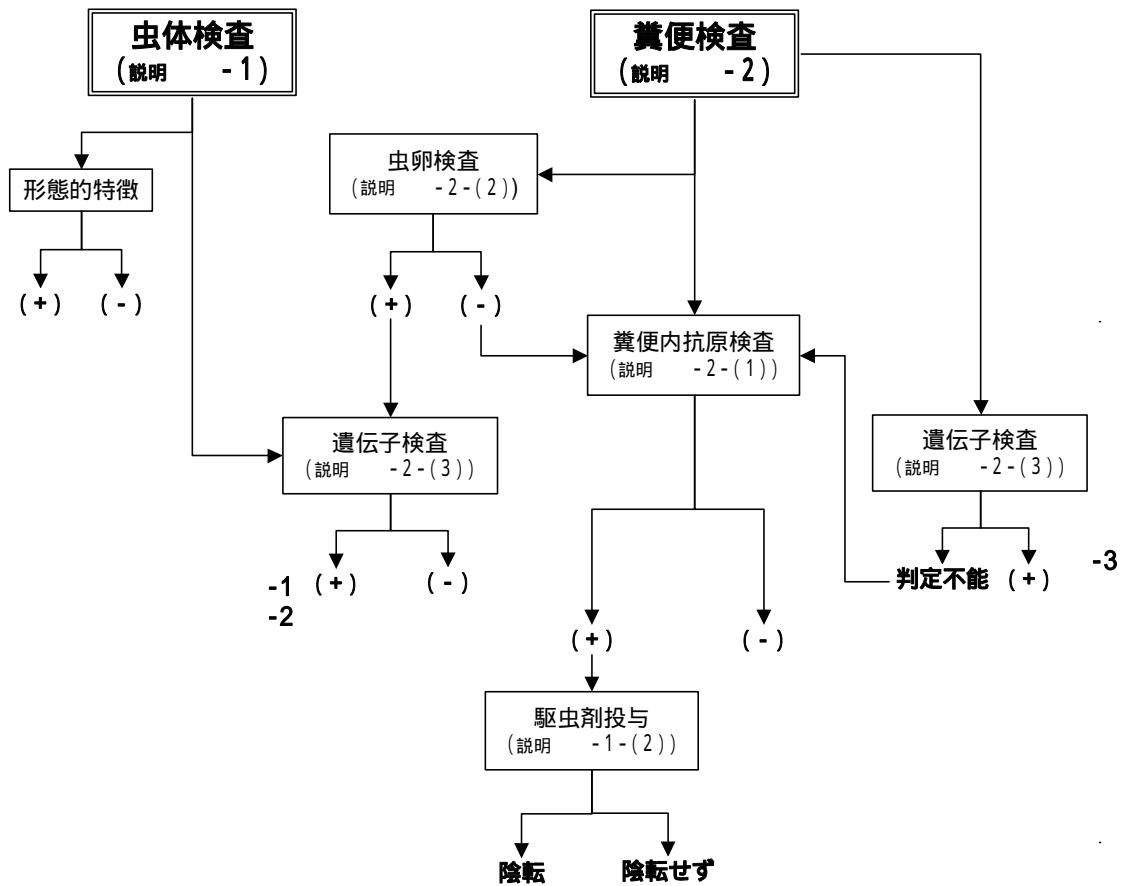 虫体検査
(説明　　-1)
糞便検査
(説明　　-2)
虫卵検査
(説明　　-2-(2))
形態的特徴
(+)　(-)
(+)　(-)
糞便内抗原検査
(説明　　-2-(1))
遺伝子検査
(説明　　-2-(3))
遺伝子検査
(説明　　-2-(3))
-1 (+)　(-)
-2
判定不能 (+)　-3
(+)　(-)
駆虫剤投与
(説明　　-1-(2))
陰転　陰転せず